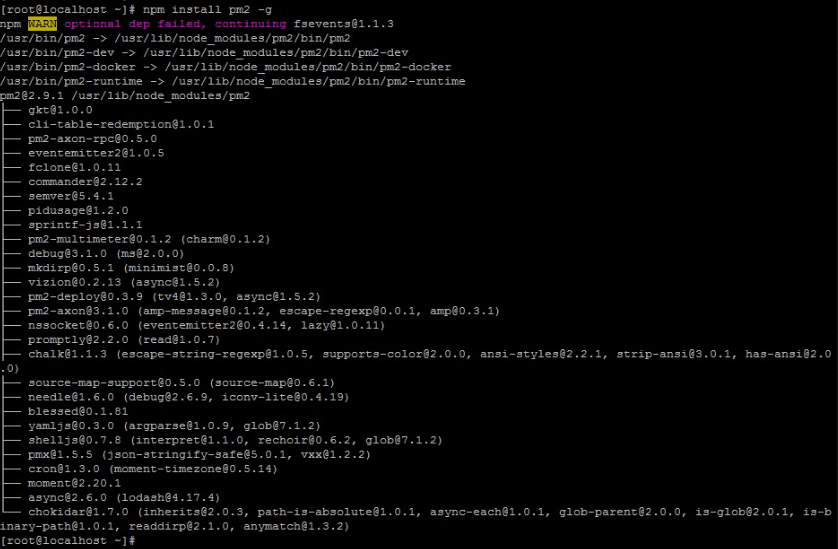 [root@localhost ~]# npm install pm2 -g
npm WARN optional dep failed, continuing fsevents@1.1.3
/usr/bin/pm2 -> /usr/lib/node_modules/pm2/bin/pm2
/usr/bin/pm2-dev -> /usr/lib/node_modules/pm2/bin/pm2-dev
/usr/bin/pm2-docker -> /usr/lib/node_modules/pm2/bin/pm2-docker
/usr/bin/pm2-runtime -> /usr/lib/node_modules/pm2/bin/pm2-runtime
pm2@2.9.1 /usr/lib/node_modules/pm2
├── gkt@1.0.0
├── cli-table-redemption@1.0.1
├── pm2-axon-rpc@0.5.0
├── eventemitter2@1.0.5
├── fclone@1.0.11
├── commander@2.12.2
├── semver@5.4.1
├── pidusage@1.2.0
├── sprintf-js@1.1.1
├── pm2-multimeter@0.1.2 (charm@0.1.2)
├── debug@3.1.0 (ms@2.0.0)
├── mkdirp@0.5.1 (minimist@0.0.8)
├── vizion@0.2.13 (async@1.5.2)
├── pm2-deploy@0.3.9 (tv4@1.3.0, async@1.5.2)
├── pm2-axon@3.1.0 (amp-message@0.1.2, escape-regexp@0.0.1, amp@0.3.1)
├── nssocket@0.6.0 (eventemitter2@0.4.14, lazy@1.0.11)
├── promptly@2.2.0 (read@1.0.7)
├── chalk@1.1.3 (escape-string-regexp@1.0.5, supports-color@2.0.0, ansi-styles@2.2.1, strip-ansi@3.0.1, has-ansi@2.0
.0)
├── source-map-support@0.5.0 (source-map@0.6.1)
├── needle@1.6.0 (debug@2.6.9, iconv-lite@0.4.19)
├── blessed@0.1.81
├── yamljs@0.3.0 (argparse@1.0.9, glob@7.1.2)
├── shelljs@0.7.8 (interpret@1.1.0, rechoir@0.6.2, glob@7.1.2)
├── pmx@1.5.5 (json-stringify-safe@5.0.1, vxx@1.2.2)
├── cron@1.3.0 (moment-timezone@0.5.14)
├── moment@2.20.1
├── async@2.6.0 (lodash@4.17.4)
└── chokidar@1.7.0 (inherits@2.0.3, path-is-absolute@1.0.1, async-each@1.0.1, glob-parent@2.0.0, is-glob@2.0.1, is-b
inary-path@1.0.1, readdirp@2.1.0, anymatch@1.3.2)
[root@localhost ~]#